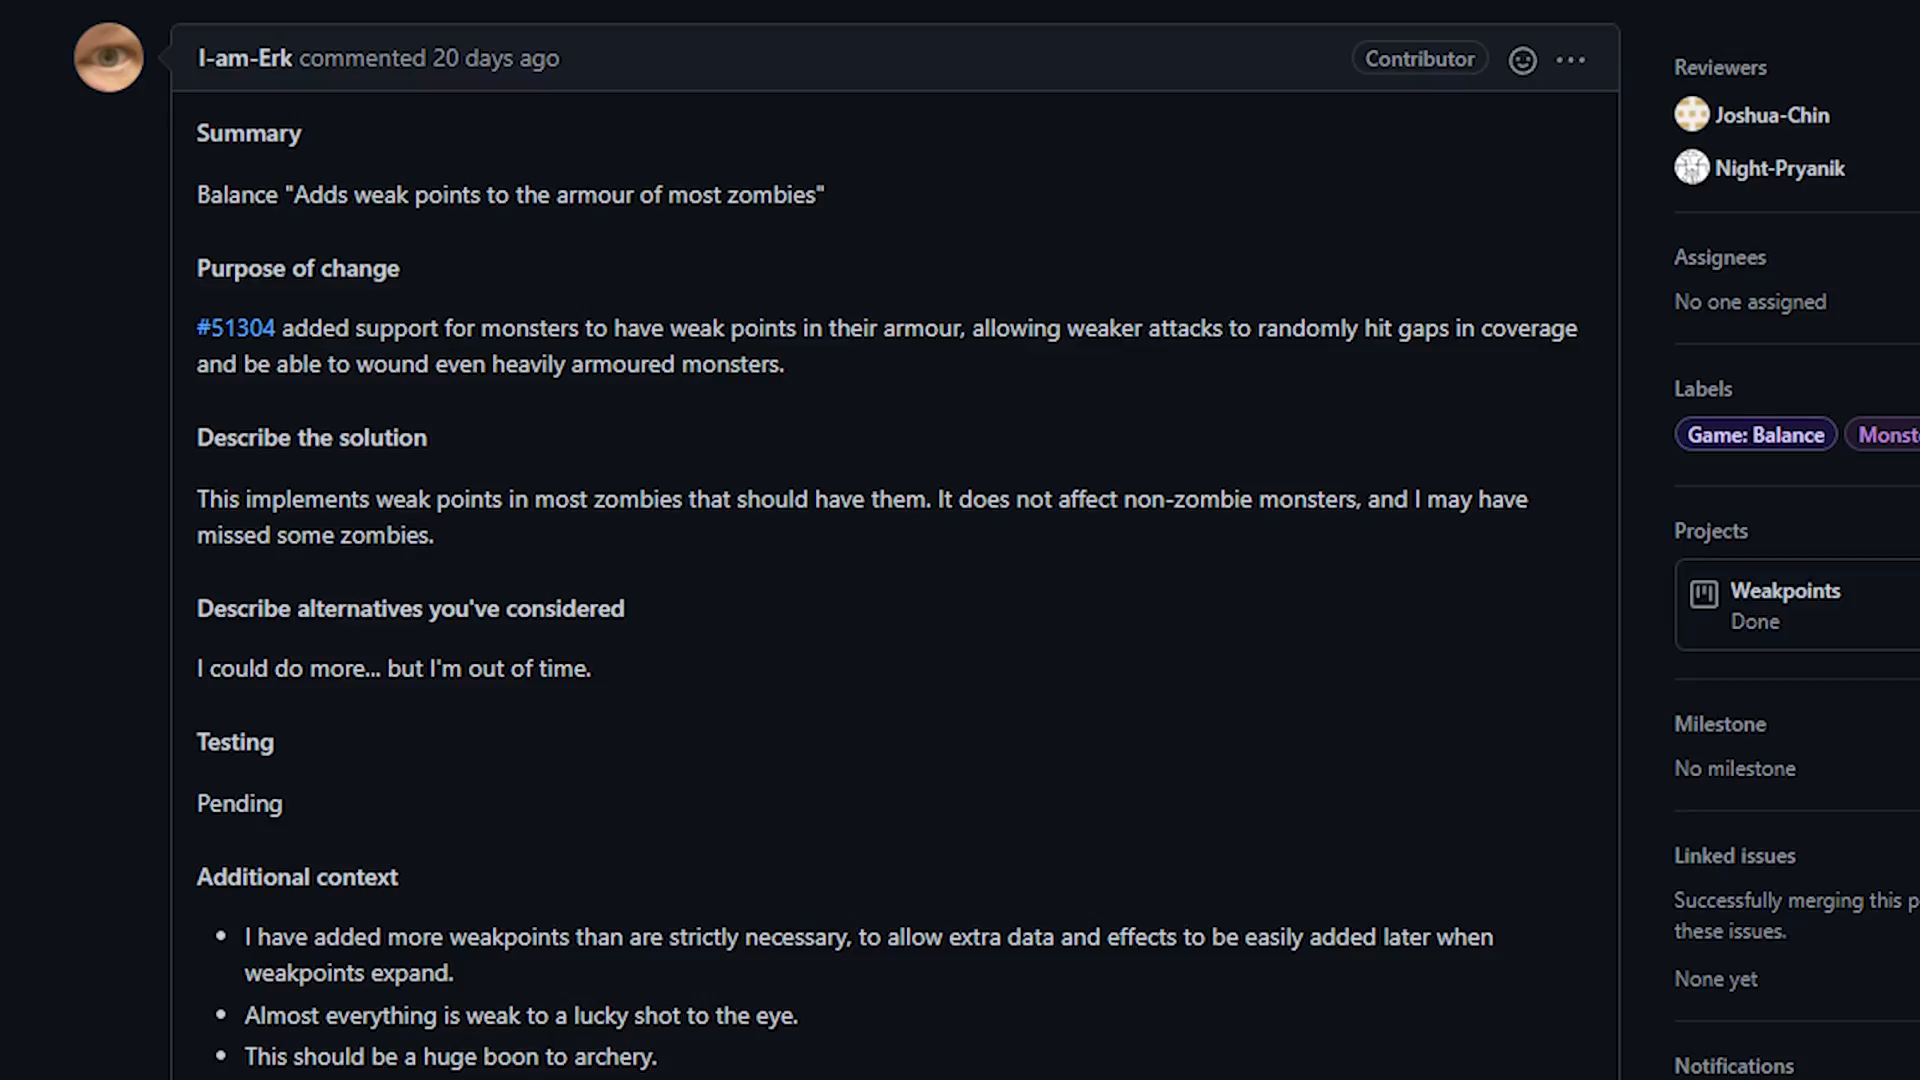 I-am-Erk commented 20 days ago
Contributor
Summary
Balance "Adds weak points to the armour of most zombies"
Purpose of change
#51304 added support for monsters to have weak points in their armour, allowing weaker attacks to randomly hit gaps in coverage
and be able to wound even heavily armoured monsters.
Describe the solution
This implements weak points in most zombies that should have them. It does not affect non-zombie monsters, and I may have
missed some zombies.
Describe alternatives you've considered
I could do more... but I'm out of time.
Testing
Pending
Additional context
• I have added more weakpoints than are strictly necessary, to allow extra data and effects to be easily added later when
weakpoints expand.
• Almost everything is weak to a lucky shot to the eye.
• This should be a huge boon to archery.
Reviewers
Joshua-Chin
Night-Pryanik
Assignees
No one assigned
Labels
Game: Balance Monst
Projects
Weakpoints
Done
Milestone
No milestone
Linked issues
Successfully merging this p
these issues.
None yet
Notifications